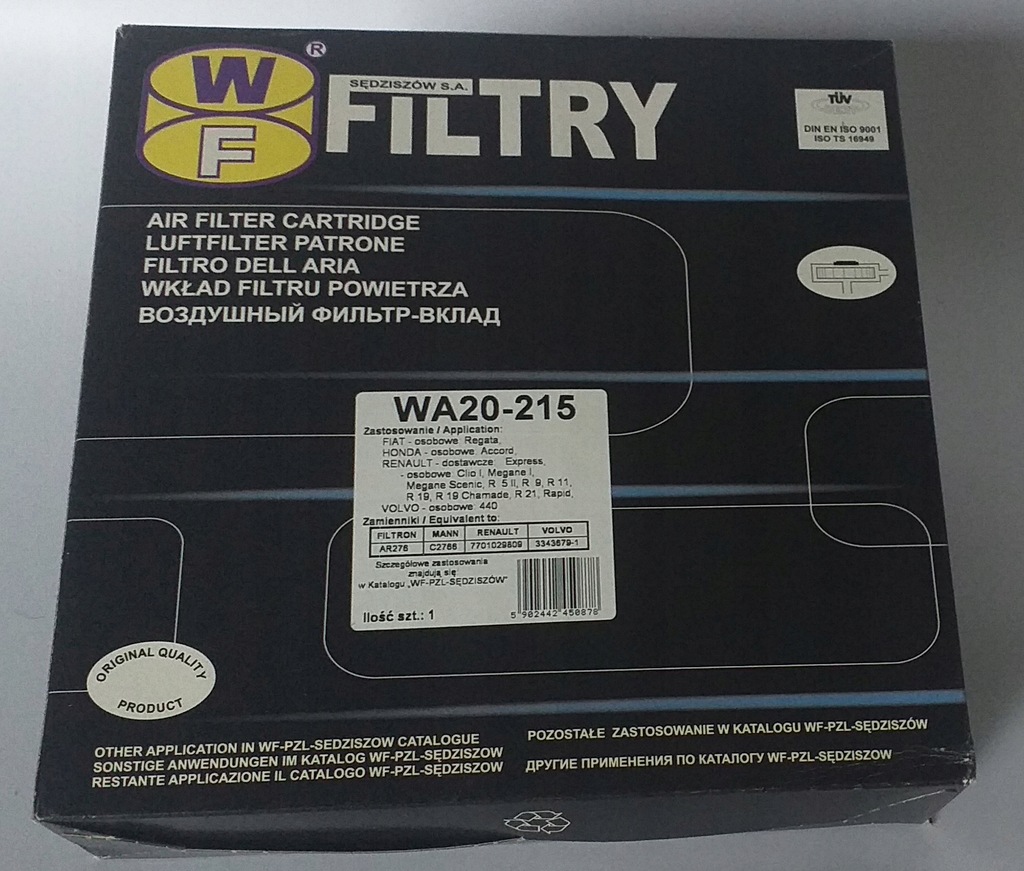 W
F
®
SĘDZISZÓW S.A.
FILTRY
TÜV
DIN EN ISO 9001
ISO TS 16949
AIR FILTER CARTRIDGE
LUFTFILTER PATRONE
FILTRO DELL ARIA
WKŁAD FILTRU POWIETRZA
ВОЗДУШНЫЙ ФИЛЬТР-ВКЛАД
WA20-215
Zastosowanie / Application:
FIAT - osobowe: Regata,
HONDA - osobowe: Accord,
RENAULT - dostawcze: Express,
- osobowe: Clio I, Megane I,
Megane Scenic, R 5 II, R 9, R 11,
R 19, R 19 Chamade, R 21, Rapid,
VOLVO - osobowe: 440
Zamienniki / Equivalent to:
FILTRON MANN RENAULT VOLVO
AR276 C2766 7701029809 3343679-1
Szczegółowe zastosowania
znajdują się
w Katalogu „WF-PZL-SĘDZISZÓW"
Ilość szt.: 1
5 902442 450878
ORIGINAL QUALITY
PRODUCT
OTHER APPLICATION IN WF-PZL-SEDZISZOW CATALOGUE
SONSTIGE ANWENDUNGEN IM KATALOG WF-PZL-SĘDZISZOW
RESTANTE APPLICAZIONE IL CATALOGO WF-PZL-SĘDZISZOW
POZOSTAŁE ZASTOSOWANIE W KATALOGU WF-PZL-SĘDZISZÓW
ДРУГИЕ ПРИМЕНЕНИЯ ПО КАТАЛОГУ WF-PZL-SĘDZISZÓW